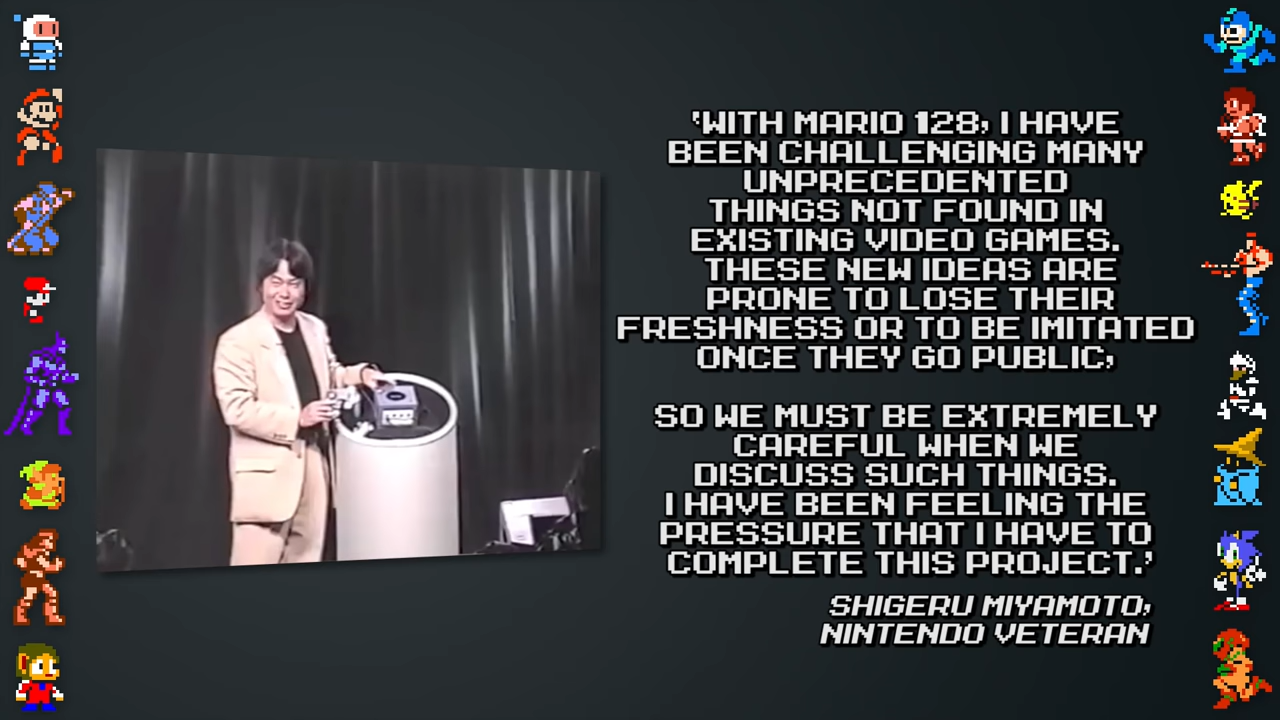 'WITH MARIO 128, I HAVE
BEEN CHALLENGING MANY
UNPRECEDENTED
THINGS NOT FOUND IN
EXISTING VIDEO GAMES.
THESE NEW IDEAS ARE
PRONE TO LOSE THEIR
FRESHNESS OR TO BE IMITATED
ONCE THEY GO PUBLIC,
SO WE MUST BE EXTREMELY
CAREFUL WHEN WE
DISCUSS SUCH THINGS.
I HAVE BEEN FEELING THE
PRESSURE THAT I HAVE TO
COMPLETE THIS PROJECT.'
SHIGERU MIYAMOTO,
NINTENDO VETERAN